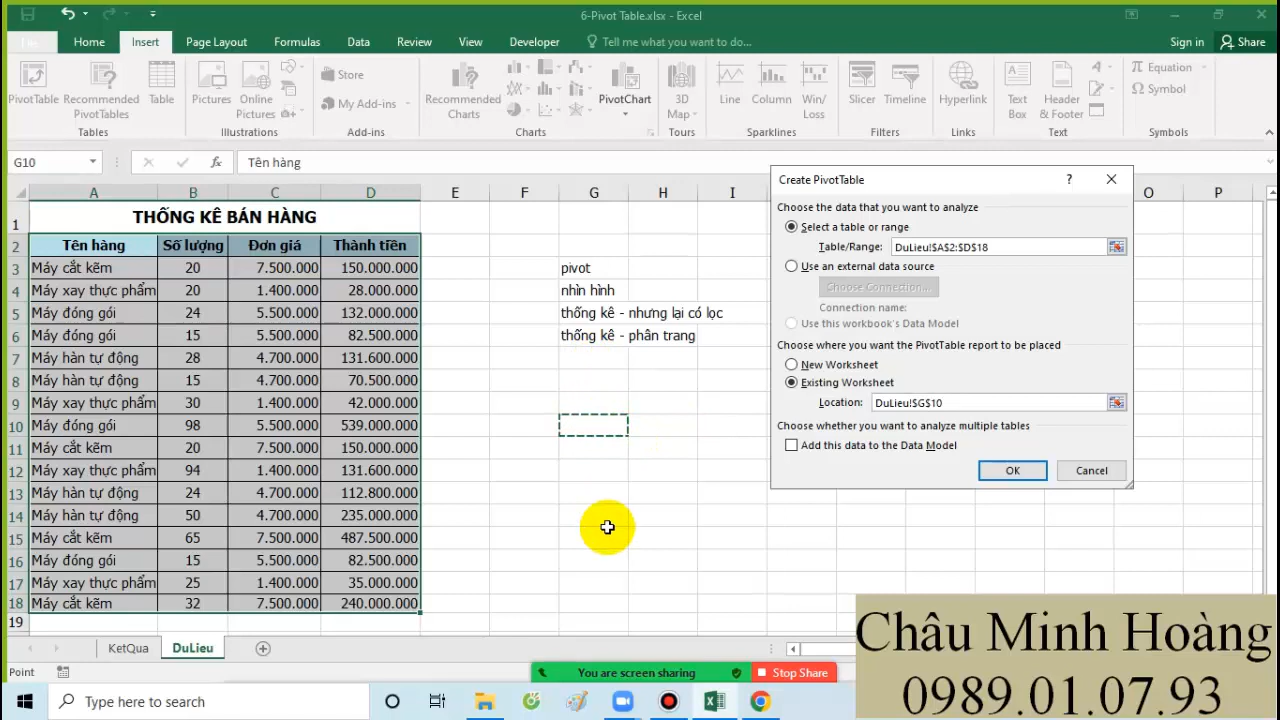 6-Pivot Table.xlsx - Excel
File Home Insert Page Layout Formulas Data Review View Developer Tell me what you want to do... Sign in Share
PivotTable
Recommended
PivotTables
Table
Tables
Pictures
Online
Pictures
Illustrations
Store
My Add-ins
Add-ins
Recommended
Charts
PivotChart
Charts
3D
Map
Tours
Line
Column
Win/
Loss
Sparklines
Slicer
Timeline
Filters
Hyperlink
Links
Text
Box
Header
& Footer
Text
Equation
Symbol
Symbols
G10 fx Tên hàng
A B C D E F G H I O P
1 THỐNG KÊ BÁN HÀNG
2 Tên hàng Số lượng Đơn giá Thành tiền
3 Máy cắt kẽm 20 7.500.000 150.000.000 pivot
4 Máy xay thực phẩm 20 1.400.000 28.000.000 nhìn hình
5 Máy đóng gói 24 5.500.000 132.000.000 thống kê - nhưng lại có lọc
6 Máy đóng gói 15 5.500.000 82.500.000 thống kê - phân trang
7 Máy hàn tự động 28 4.700.000 131.600.000
8 Máy hàn tự động 15 4.700.000 70.500.000
9 Máy xay thực phẩm 30 1.400.000 42.000.000
10 Máy đóng gói 98 5.500.000 539.000.000
11 Máy cắt kẽm 20 7.500.000 150.000.000
12 Máy xay thực phẩm 94 1.400.000 131.600.000
13 Máy hàn tự động 24 4.700.000 112.800.000
14 Máy hàn tự động 50 4.700.000 235.000.000
15 Máy cắt kẽm 65 7.500.000 487.500.000
16 Máy đóng gói 15 5.500.000 82.500.000
17 Máy xay thực phẩm 25 1.400.000 35.000.000
18 Máy cắt kẽm 32 7.500.000 240.000.000
19
Create PivotTable ?
Choose the data that you want to analyze
Select a table or range
Table/Range: DuLieu!$A$2:$D$18
Use an external data source
Choose Connection...
Connection name:
Use this workbook's Data Model
Choose where you want the PivotTable report to be placed
New Worksheet
Existing Worksheet
Location: DuLieu!$G$10
Choose whether you want to analyze multiple tables
Add this data to the Data Model
OK Cancel
KetQua DuLieu
Point
You are screen sharing Stop Share
Type here to search
Châu Minh Hoàng
0989.01.07.93